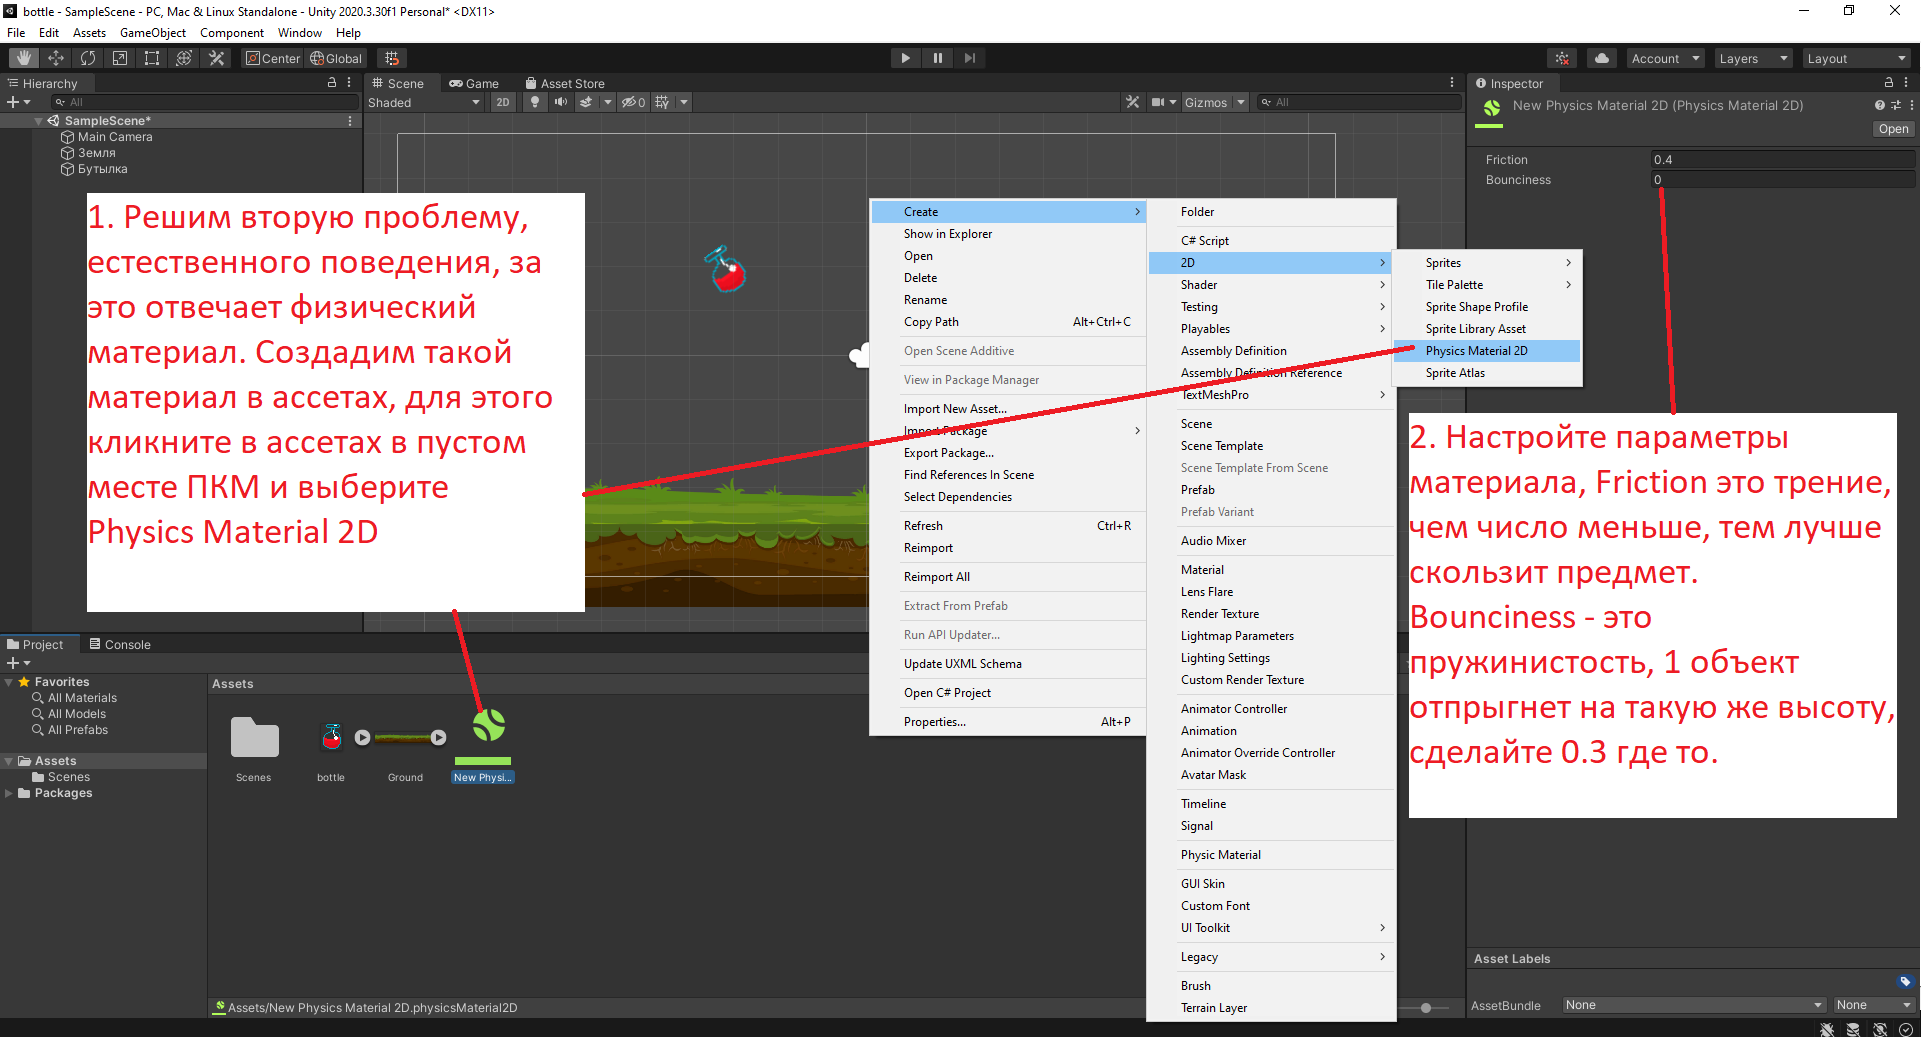 bottle - SampleScene - PC, Mac & Linux Standalone - Unity 2020.3.30f1 Personal* <DX11>
File Edit Assets GameObject Component Window Help
Center Global Account Layers Layout
Hierarchy
All
SampleScene*
Main Camera
Земля
Бутылка
Scene Game Asset Store
Shaded 2D 0 Gizmos All
Inspector
New Physics Material 2D (Physics Material 2D)
Open
Friction 0.4
Bounciness 0
1. Решим вторую проблему,
естественного поведения, за
это отвечает физический
материал. Создадим такой
материал в ассетах, для этого
кликните в ассетах в пустом
месте ПКМ и выберите
Physics Material 2D
Create
Show in Explorer
Open
Delete
Rename
Copy Path Alt+Ctrl+C
Open Scene Additive
View in Package Manager
Import New Asset...
Import Package
Export Package...
Find References In Scene
Select Dependencies
Refresh Ctrl+R
Reimport
Reimport All
Extract From Prefab
Run API Updater...
Update UXML Schema
Open C# Project
Properties... Alt+P
Folder
C# Script
2D
Shader
Testing
Playables
Assembly Definition
Assembly Definition Reference
TextMeshPro
Scene
Scene Template
Scene Template From Scene
Prefab
Prefab Variant
Audio Mixer
Material
Lens Flare
Render Texture
Lightmap Parameters
Lighting Settings
Custom Render Texture
Animator Controller
Animation
Animator Override Controller
Avatar Mask
Timeline
Signal
Physic Material
GUI Skin
Custom Font
UI Toolkit
Legacy
Brush
Terrain Layer
Sprites
Tile Palette
Sprite Shape Profile
Sprite Library Asset
Physics Material 2D
Sprite Atlas
2. Настройте параметры
материала, Friction это трение,
чем число меньше, тем лучше
скользит предмет.
Bounciness - это
пружинистость, 1 объект
отпрыгнет на такую же высоту,
сделайте 0.3 где то.
Project Console
Favorites
All Materials
All Models
All Prefabs
Assets
Scenes
Packages
Assets
Scenes bottle Ground New Physi...
Assets/New Physics Material 2D.physicsMaterial2D
Asset Labels
AssetBundle None None